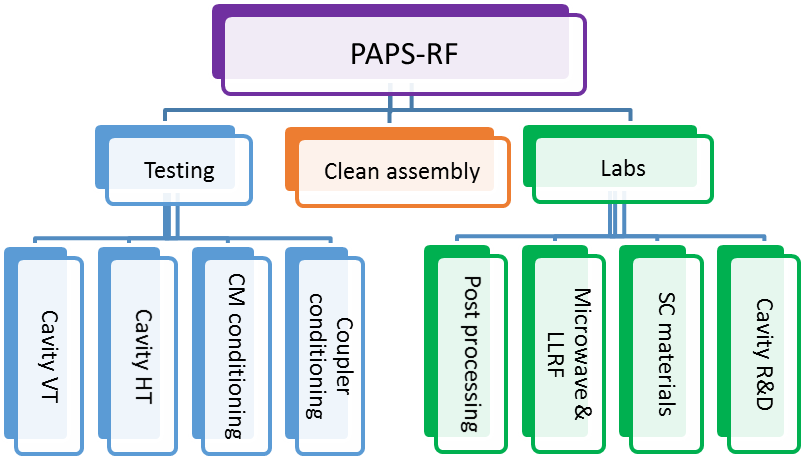 PAPS-RF
Testing
Clean assembly
Labs
Cavity VT
Cavity HT
CM conditioning
Coupler
conditioning
Post processing
Microwave &
LLRF
SC materials
Cavity R&D